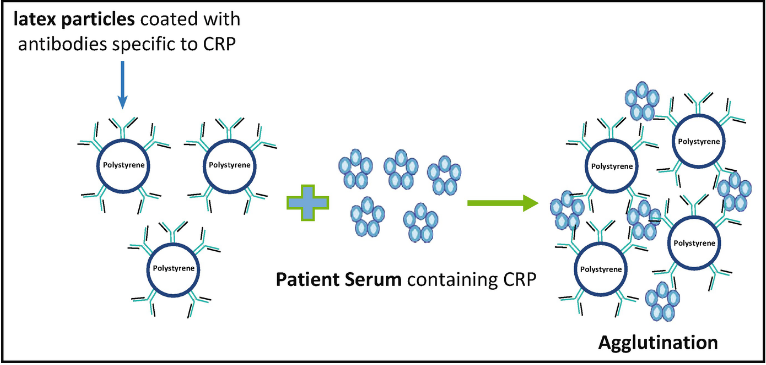 latex particles coated with
antibodies specific to CRP
Polystyrene
Polystyrene
Polystyrene
Patient Serum containing CRP
Polystyrene
Polystyrene
Polystyrene
Polystyrene
Agglutination